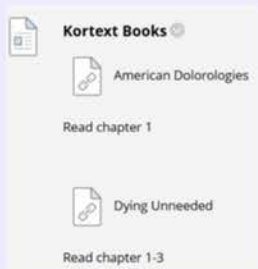 Kortext Books
American Dolorologies
Read chapter 1
Dying Unneeded
Read chapter 1-3